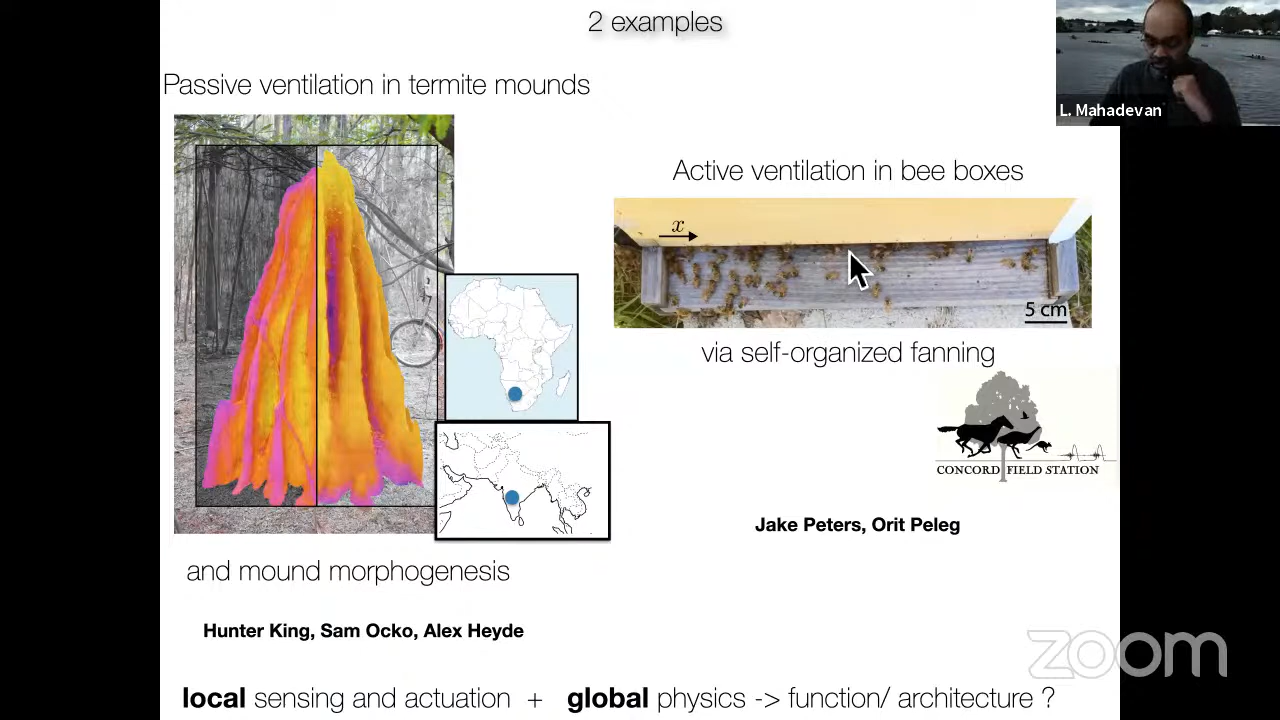 2 examples
Passive ventilation in termite mounds
L. Mahadevan
Active ventilation in bee boxes
x
5 cm
via self-organized fanning
CONCORD FIELD STATION
Jake Peters, Orit Peleg
and mound morphogenesis
Hunter King, Sam Ocko, Alex Heyde
zoom
local sensing and actuation + global physics -> function/ architecture ?